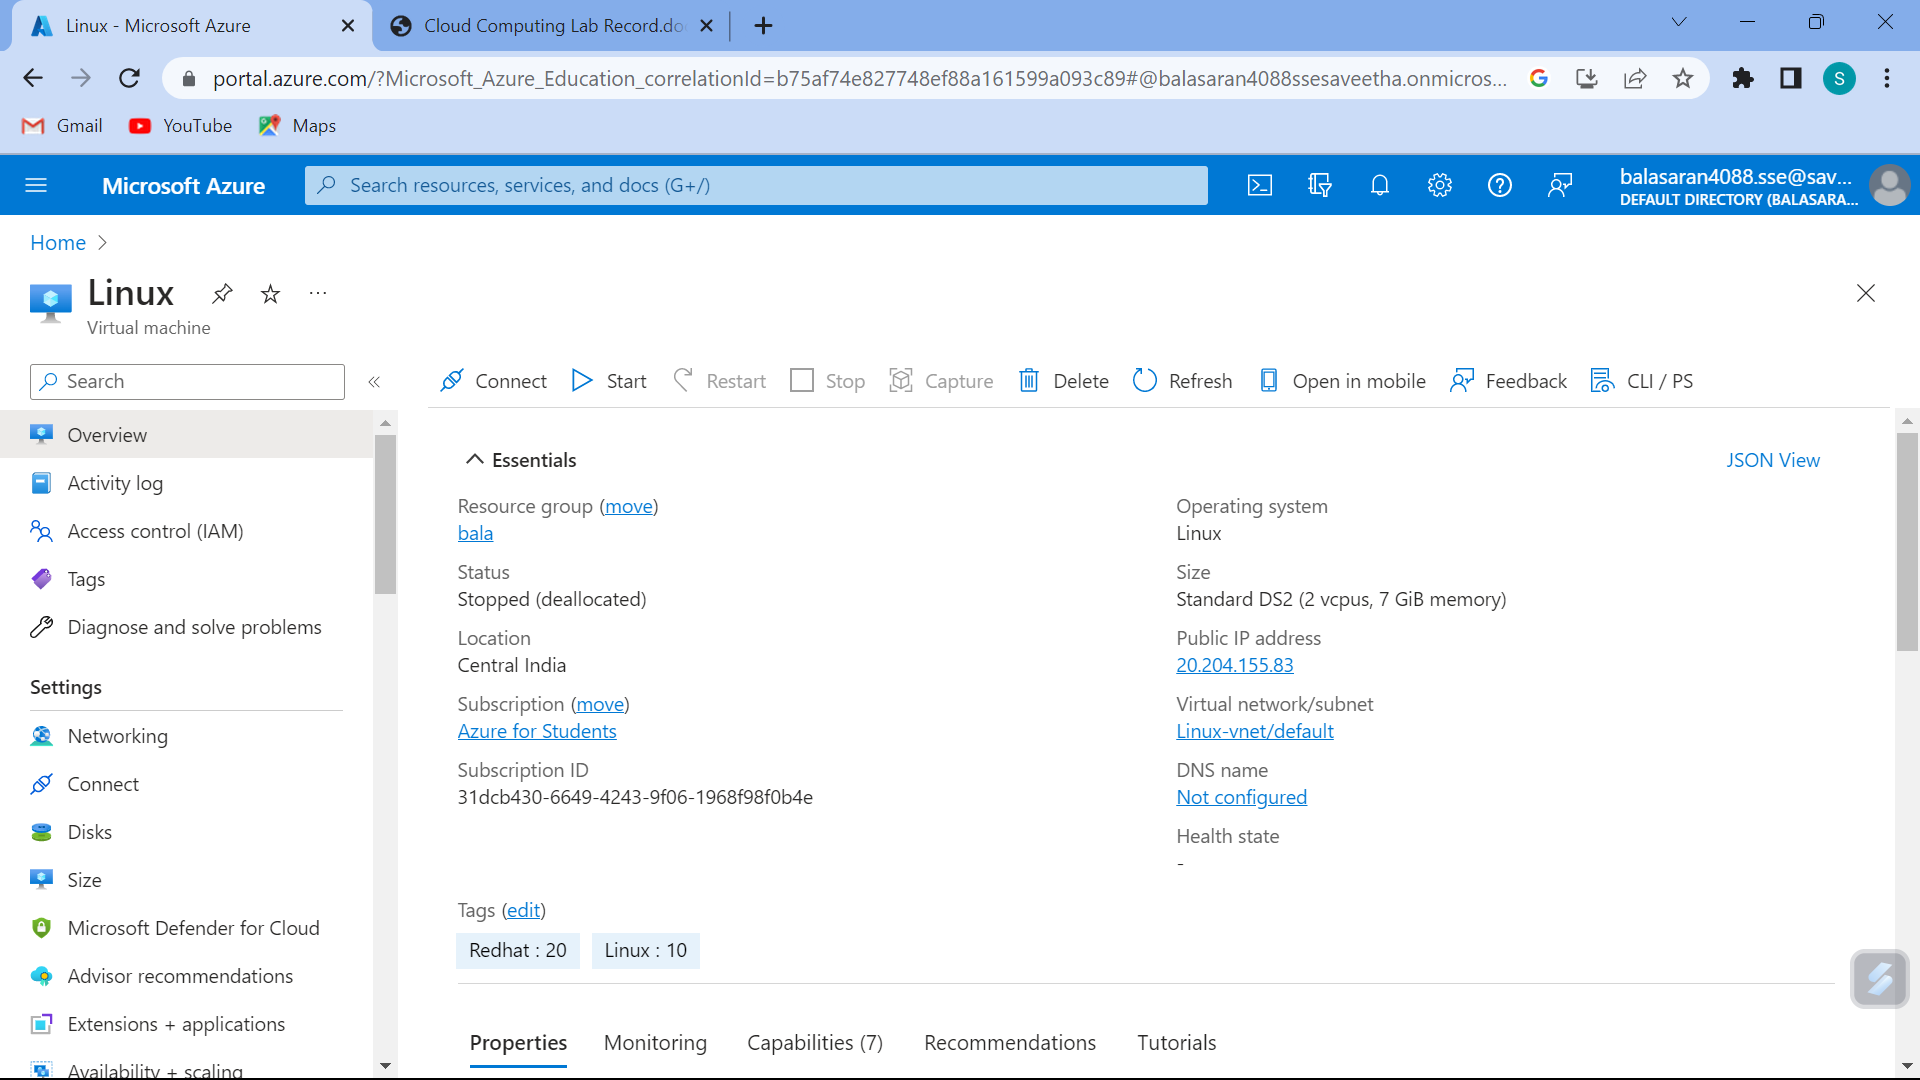 Linux - Microsoft Azure
Cloud Computing Lab Record.do
portal.azure.com/?Microsoft_Azure_Education_correlationId=b75af74e827748ef88a161599a093c89#@balasaran4088ssesaveetha.onmicros...
S
Gmail
YouTube
Maps
Microsoft Azure
Search resources, services, and docs (G+/)
balasaran4088.sse@sav...
DEFAULT DIRECTORY (BALASARA...
Home
Linux
Virtual machine
Search
Connect
Start
Restart
Stop
Capture
Delete
Refresh
Open in mobile
Feedback
CLI / PS
Overview
Activity log
Access control (IAM)
Tags
Diagnose and solve problems
Settings
Networking
Connect
Disks
Size
Microsoft Defender for Cloud
Advisor recommendations
Extensions + applications
Availability + scaling
Essentials
JSON View
Resource group (move)
bala
Status
Stopped (deallocated)
Location
Central India
Subscription (move)
Azure for Students
Subscription ID
31dcb430-6649-4243-9f06-1968f98f0b4e
Operating system
Linux
Size
Standard DS2 (2 vcpus, 7 GiB memory)
Public IP address
20.204.155.83
Virtual network/subnet
Linux-vnet/default
DNS name
Not configured
Health state
-
Tags (edit)
Redhat : 20
Linux : 10
Properties
Monitoring
Capabilities (7)
Recommendations
Tutorials